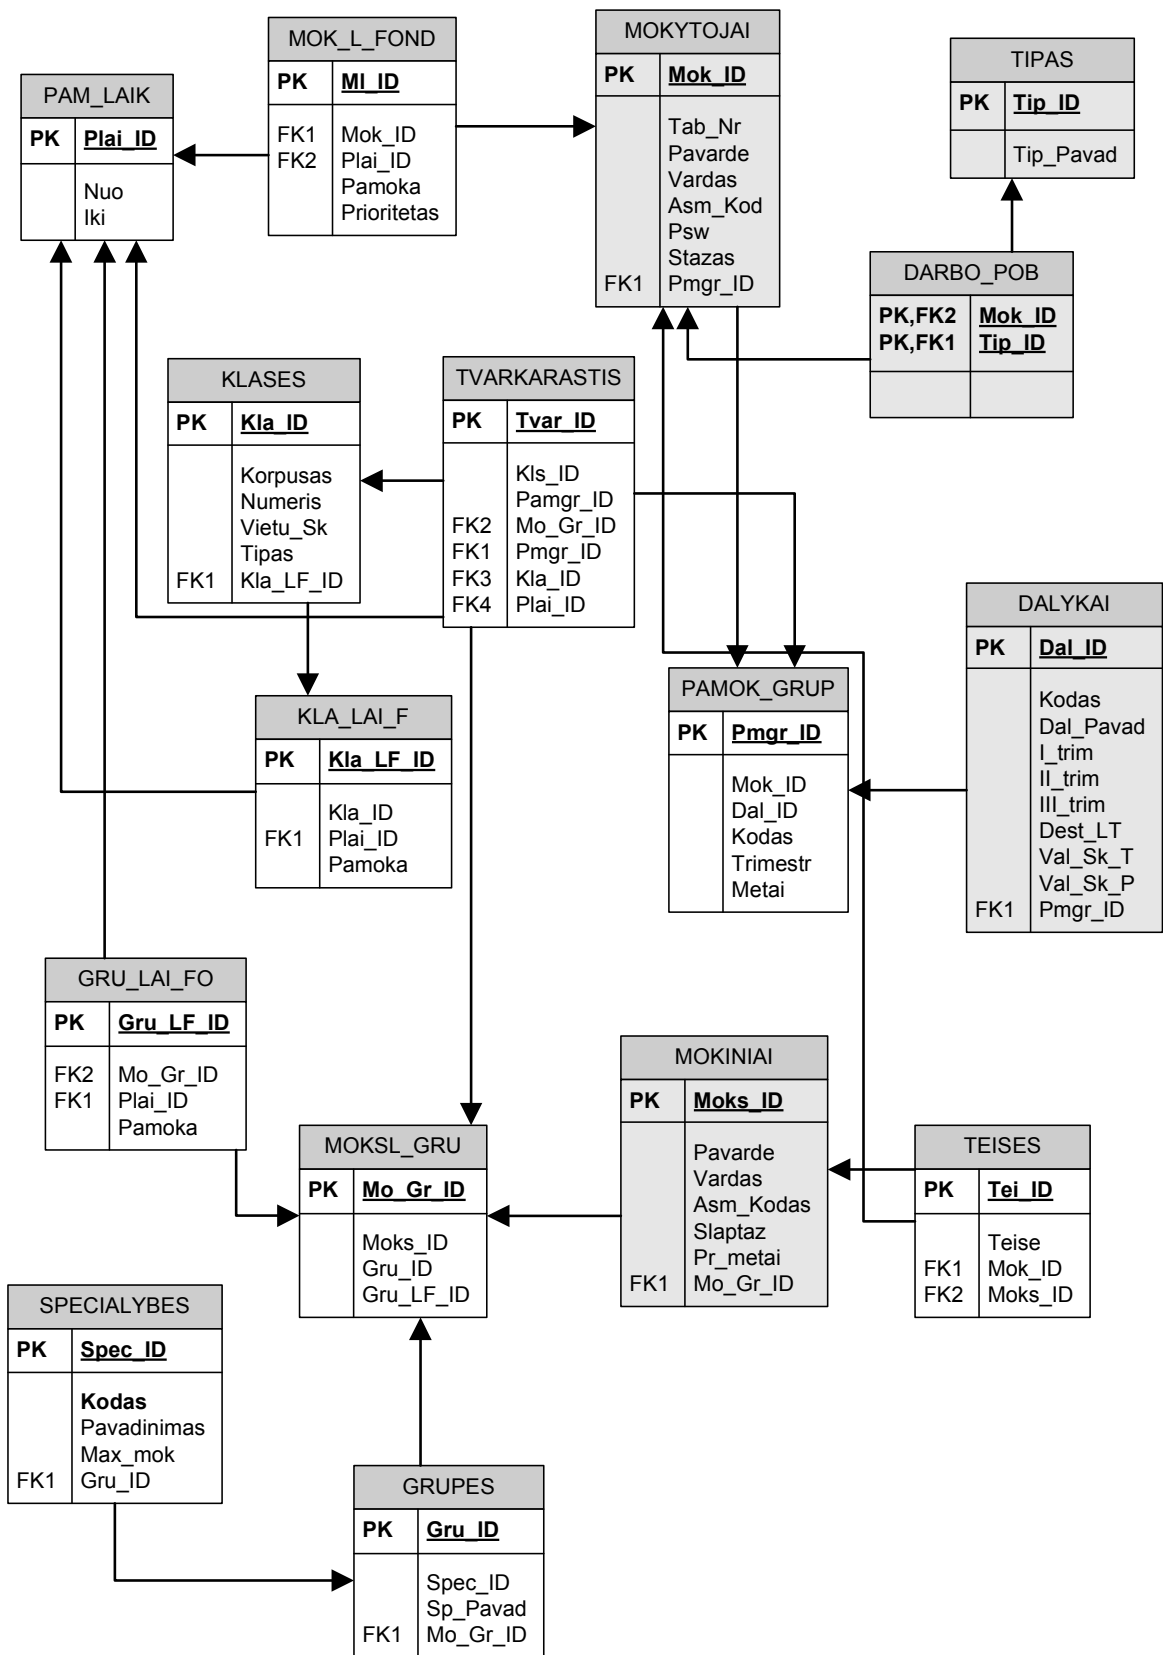 MOK_L_FOND
PK Ml_ID
FK1 Mok_ID
FK2 Plai_ID
Pamoka
Prioritetas
MOKYTOJAI
PK Mok_ID
Tab_Nr
Pavarde
Vardas
Asm_Kod
Psw
Stazas
FK1 Pmgr_ID
TIPAS
PK Tip_ID
Tip_Pavad
PAM_LAIK
PK Plai_ID
Nuo
Iki
DARBO_POB
PK,FK2 Mok_ID
PK,FK1 Tip_ID
KLASES
PK Kla_ID
Korpusas
Numeris
Vietu_Sk
Tipas
FK1 Kla_LF_ID
TVARKARASTIS
PK Tvar_ID
Kls_ID
Pamgr_ID
FK2 Mo_Gr_ID
FK1 Pmgr_ID
FK3 Kla_ID
FK4 Plai_ID
DALYKAI
PK Dal_ID
Kodas
Dal_Pavad
I_trim
II_trim
III_trim
Dest_LT
Val_Sk_T
Val_Sk_P
FK1 Pmgr_ID
PAMOK_GRUP
PK Pmgr_ID
Mok_ID
Dal_ID
Kodas
Trimestr
Metai
KLA_LAI_F
PK Kla_LF_ID
Kla_ID
FK1 Plai_ID
Pamoka
GRU_LAI_FO
PK Gru_LF_ID
FK2 Mo_Gr_ID
FK1 Plai_ID
Pamoka
MOKINIAI
PK Moks_ID
Pavarde
Vardas
Asm_Kodas
Slaptaz
Pr_metai
FK1 Mo_Gr_ID
MOKSL_GRU
PK Mo_Gr_ID
Moks_ID
Gru_ID
Gru_LF_ID
TEISES
PK Tei_ID
Teise
FK1 Mok_ID
FK2 Moks_ID
SPECIALYBES
PK Spec_ID
Kodas
Pavadinimas
Max_mok
FK1 Gru_ID
GRUPES
PK Gru_ID
Spec_ID
Sp_Pavad
FK1 Mo_Gr_ID